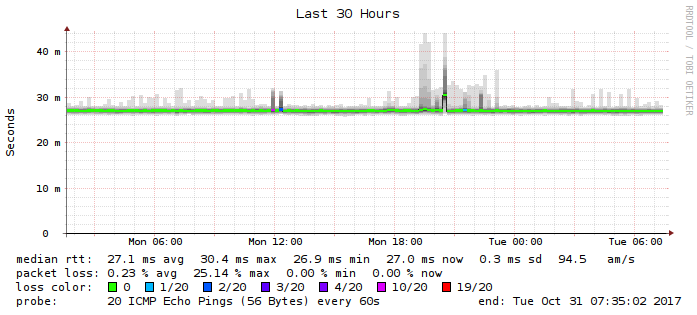 Last 30 Hours
RRDTOOL / TOBI OETIKER
Seconds
40 m
30 m
20 m
10 m
0
Mon 06:00 Mon 12:00 Mon 18:00 Tue 00:00 Tue 06:00
median rtt: 27.1 ms avg 30.4 ms max 26.9 ms min 27.0 ms now 0.3 ms sd 94.5 am/s
packet loss: 0.23 % avg 25.14 % max 0.00 % min 0.00 % now
loss color: 0 1/20 2/20 3/20 4/20 10/20 19/20
probe: 20 ICMP Echo Pings (56 Bytes) every 60s end: Tue Oct 31 07:35:02 2017